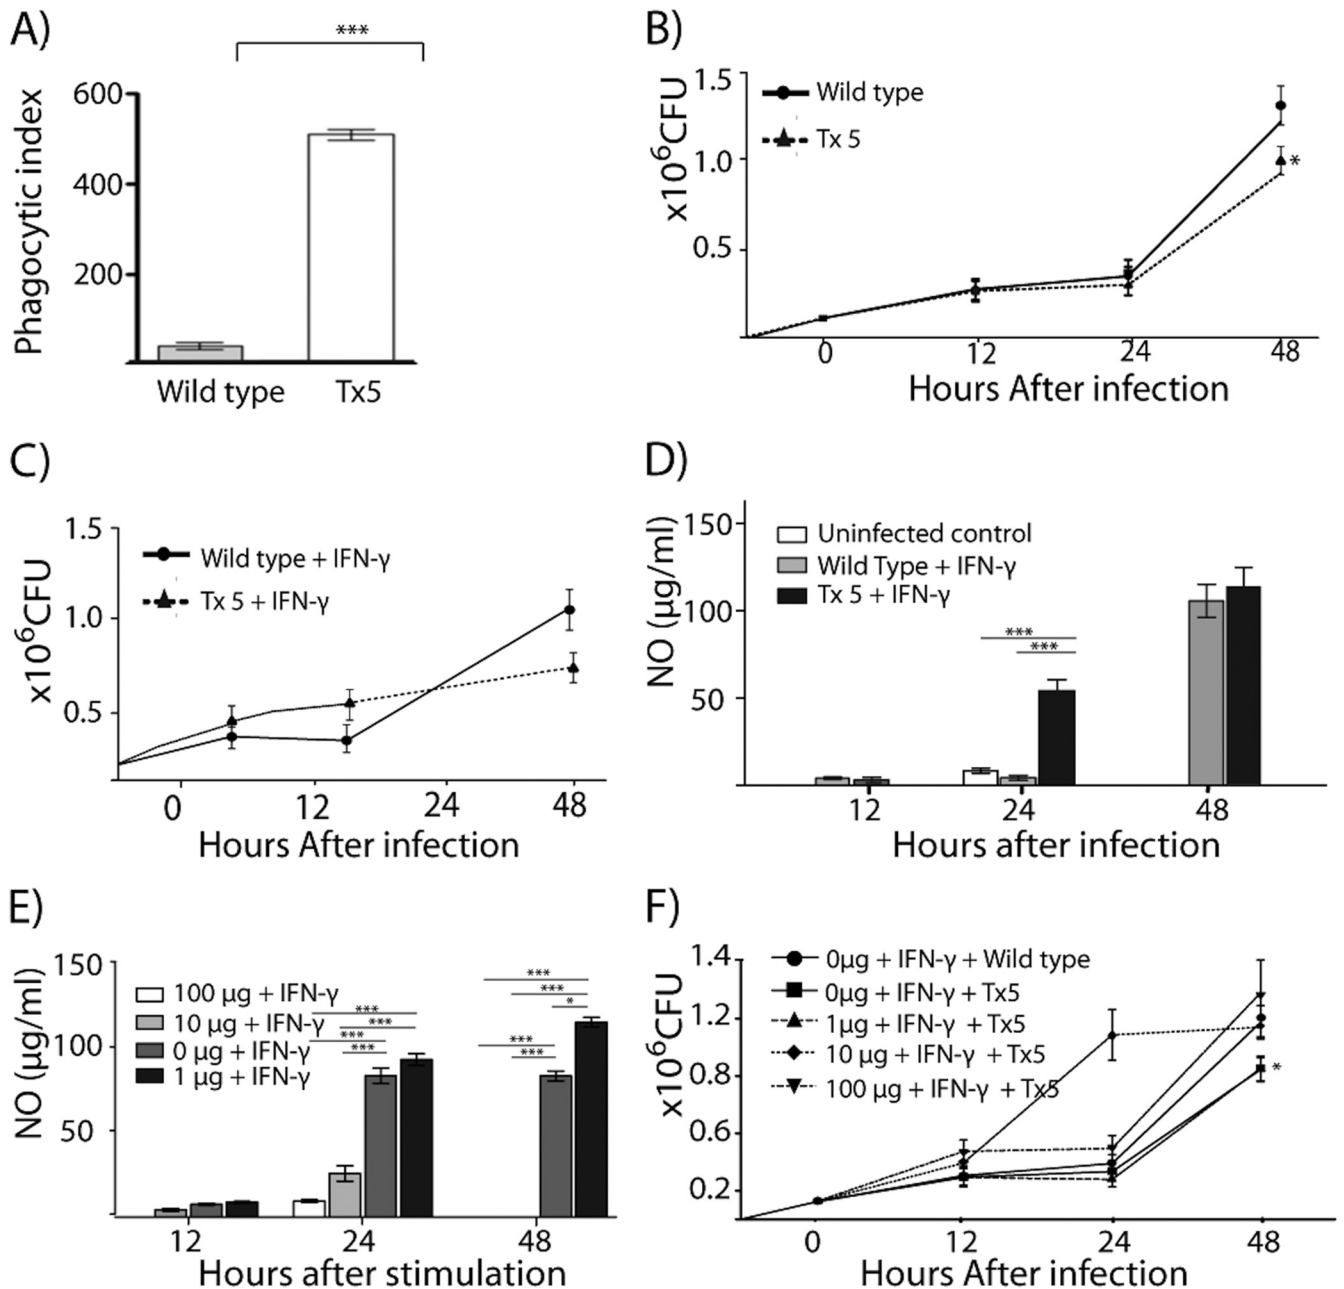 A)
***
Phagocytic index
600
400
200
Wild type
Tx5
B)
x10⁶CFU
1.5
1.0
0.5
Wild type
Tx 5
*
0
12
24
48
Hours After infection
C)
x10⁶CFU
1.5
1.0
0.5
Wild type + IFN-γ
Tx 5 + IFN-γ
0
12
24
48
Hours After infection
D)
NO (µg/ml)
150
100
50
Uninfected control
Wild Type + IFN-γ
Tx 5 + IFN-γ
***
***
12
24
48
Hours after infection
E)
NO (µg/ml)
150
100
50
100 µg + IFN-γ
10 µg + IFN-γ
0 µg + IFN-γ
1 µg + IFN-γ
***
***
***
***
***
***
*
***
***
12
24
48
Hours after stimulation
F)
x10⁶CFU
1.4
1.2
0.8
0.6
0.2
0µg + IFN-γ + Wild type
0µg + IFN-γ + Tx5
1µg + IFN-γ + Tx5
10 µg + IFN-γ + Tx5
100 µg + IFN-γ + Tx5
*
0
12
24
48
Hours After infection